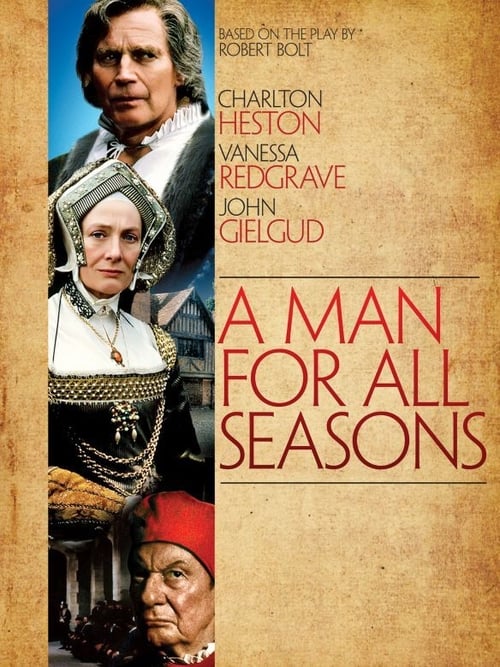 BASED ON THE PLAY BY
ROBERT BOLT
CHARLTON
HESTON
VANESSA
REDGRAVE
JOHN
GIELGUD
A MAN
FOR ALL
SEASONS